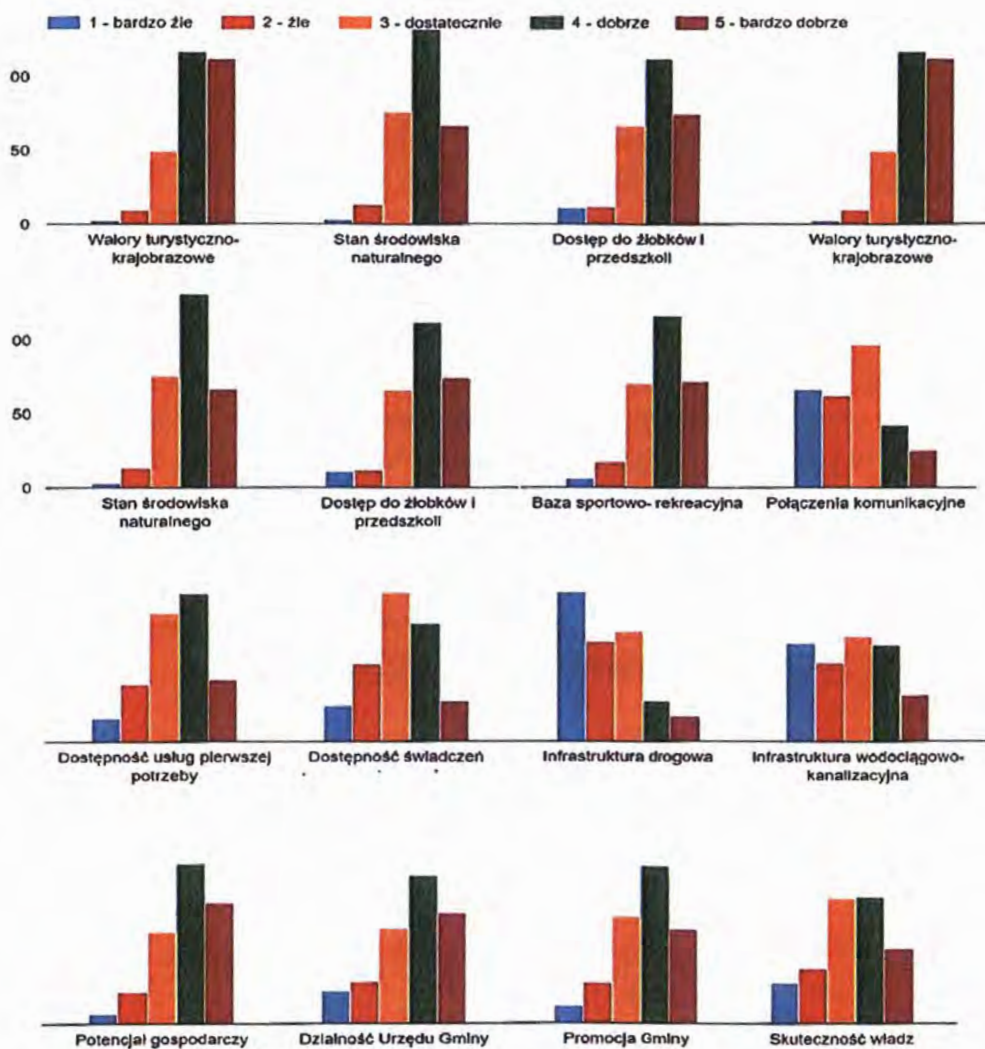 1 - bardzo źle 2 - źle 3 - dostatecznie 4 - dobrze 5 - bardzo dobrze
00
50
0
Walory turystyczno-
krajobrazowe
Stan środowiska
naturalnego
Dostęp do żłobków i
przedszkoli
Walory turystyczno-
krajobrazowe
00
50
0
Stan środowiska
naturalnego
Dostęp do żłobków i
przedszkoli
Baza sportowo- rekreacyjna
Połączenia komunikacyjne
Dostępność usług pierwszej
potrzeby
Dostępność świadczeń
Infrastruktura drogowa
Infrastruktura wodociągowo-
kanalizacyjna
Potencjał gospodarczy
Działność Urzędu Gminy
Promocja Gminy
Skuteczność władz